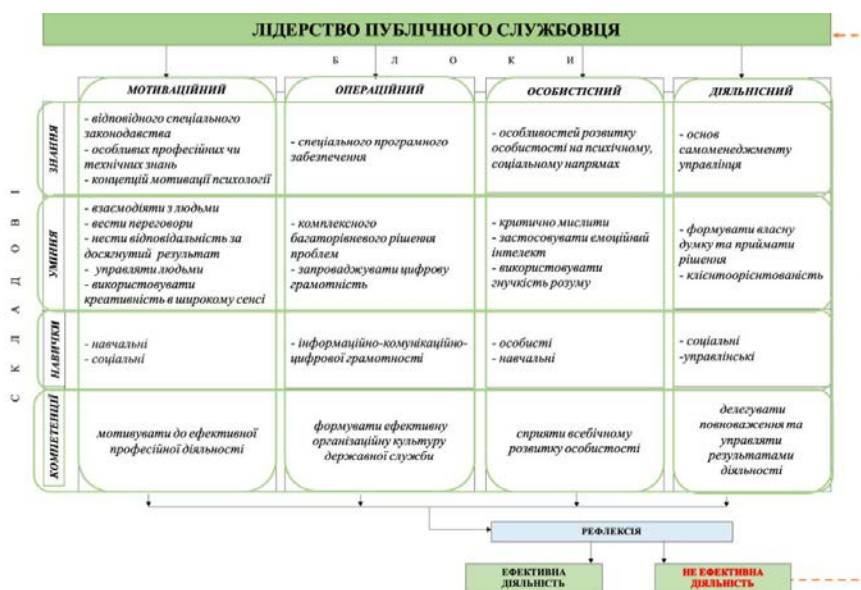 ЛІДЕРСТВО ПУБЛІЧНОГО СЛУЖБОВЦЯ
Б Л О К И
МОТИВАЦІЙНИЙ
ОПЕРАЦІЙНИЙ
ОСОБИСТІСНИЙ
ДІЯЛЬНІСНИЙ
СКЛАДОВІ
ЗНАННЯ
- відповідного спеціального
законодавства
- особливих професійних чи
технічних знань
- концепцій мотивації психології
- спеціального програмного
забезпечення
- особливостей розвитку
особистості на психічному,
соціальному напрямах
- основ
самоменеджменту
управлінця
УМІННЯ
- взаємодіяти з людьми
- вести переговори
- нести відповідальність за
досягнутий результат
- управляти людьми
- використовувати
креативність в широкому сенсі
- комплексного
багаторівневого рішення
проблем
- запроваджувати цифрову
грамотність
- критично мислити
- застосовувати ємоційний
інтелект
- використовувати
гнучкість розуму
- формувати власну
думку та приймати
рішення
- клієнтоорієнтованість
НАВИЧКИ
- навчальні
- соціальні
- інформаційно-комунікаційно-
цифрової грамотності
- особисті
- навчальні
- соціальні
-управлінські
КОМПЕТЕНЦІЇ
мотивувати до ефективної
професійної діяльності
формувати ефективну
організаційну культуру
державної служби
сприяти всебічному
розвитку особистості
делегувати
повноваження та
управляти
результатами
діяльності
РЕФЛЕКСІЯ
ЕФЕКТИВНА
ДІЯЛЬНІСТЬ
НЕ ЕФЕКТИВНА
ДІЯЛЬНІСТЬ